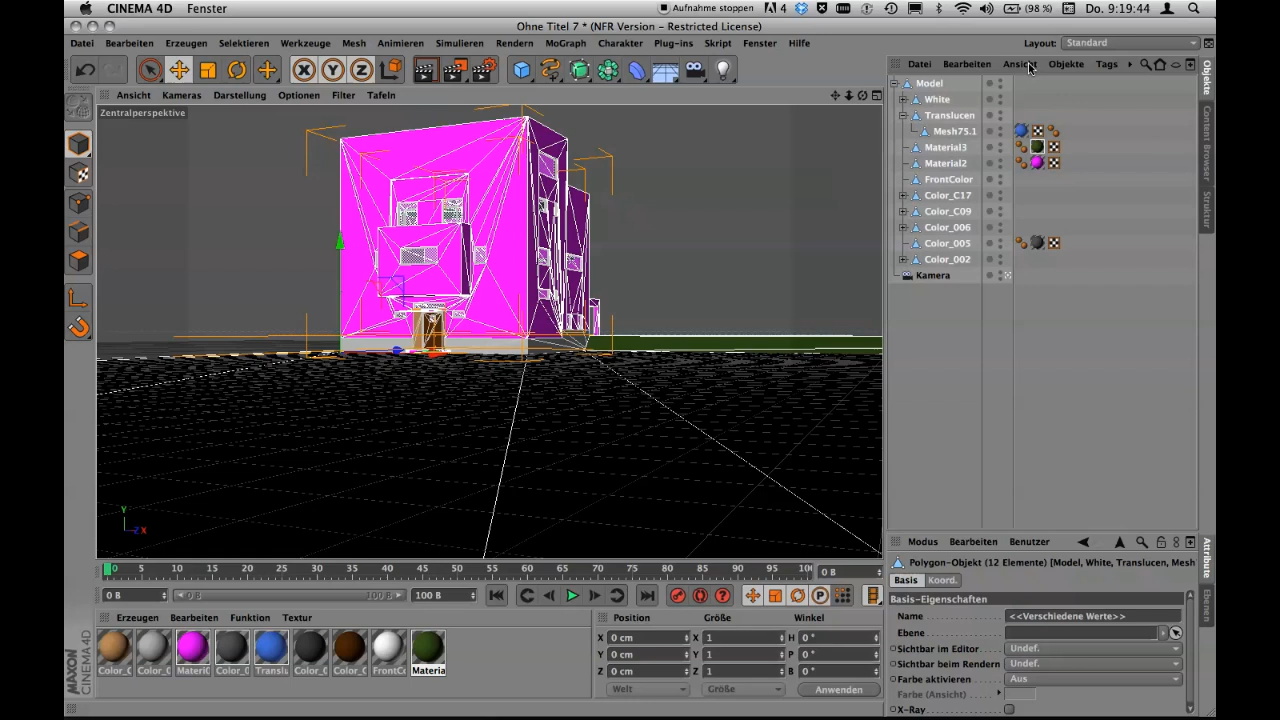 CINEMA 4D Fenster Aufnahme stoppen 4 (98 %) Do. 9:19:44
Ohne Titel 7 * (NFR Version - Restricted License)
Datei Bearbeiten Erzeugen Selektieren Werkzeuge Mesh Animieren Simulieren Rendern MoGraph Charakter Plug-ins Skript Fenster Hilfe Layout: Standard
X Y Z
Datei Bearbeiten Ansicht Objekte Tags
Ansicht Kameras Darstellung Optionen Filter Tafeln
Zentralperspektive
Model
White
Translucen
Mesh75.1
Material3
Material2
FrontColor
Color_C17
Color_C09
Color_006
Color_005
Color_002
Kamera
Objekte
Content Browser
Struktur
Y
Z X
Modus Bearbeiten Benutzer
Polygon-Objekt (12 Elemente) [Model, White, Translucen, Mesh
Basis Koord.
Basis-Eigenschaften
Name <<Verschiedene Werte>>
Ebene
Sichtbar im Editor Undef.
Sichtbar beim Rendern Undef.
Farbe aktivieren Aus
Farbe (Ansicht)
X-Ray
Attribute
Ebenen
0 5 10 15 20 25 30 35 40 45 50 55 60 65 70 75 80 85 90 95 10 0 B
0 B 0 B 100 B 100 B
P
Erzeugen Bearbeiten Funktion Textur
Color_C Color_C Materi Color_C Transl Color_C Color_C FrontC Materia
Position Größe Winkel
X 0 cm X 1 H 0 °
Y 0 cm Y 1 P 0 °
Z 0 cm Z 1 B 0 °
Welt Größe Anwenden
MAXON
CINEMA 4D